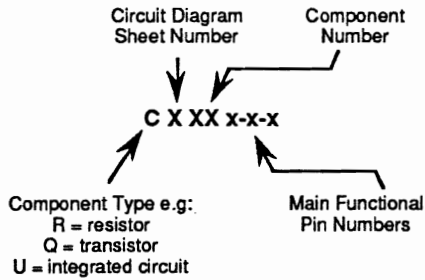 Circuit Diagram
Sheet Number
Component
Number
C X XX x-x-x
Component Type e.g:
R = resistor
Q = transistor
U = integrated circuit
Main Functional
Pin Numbers